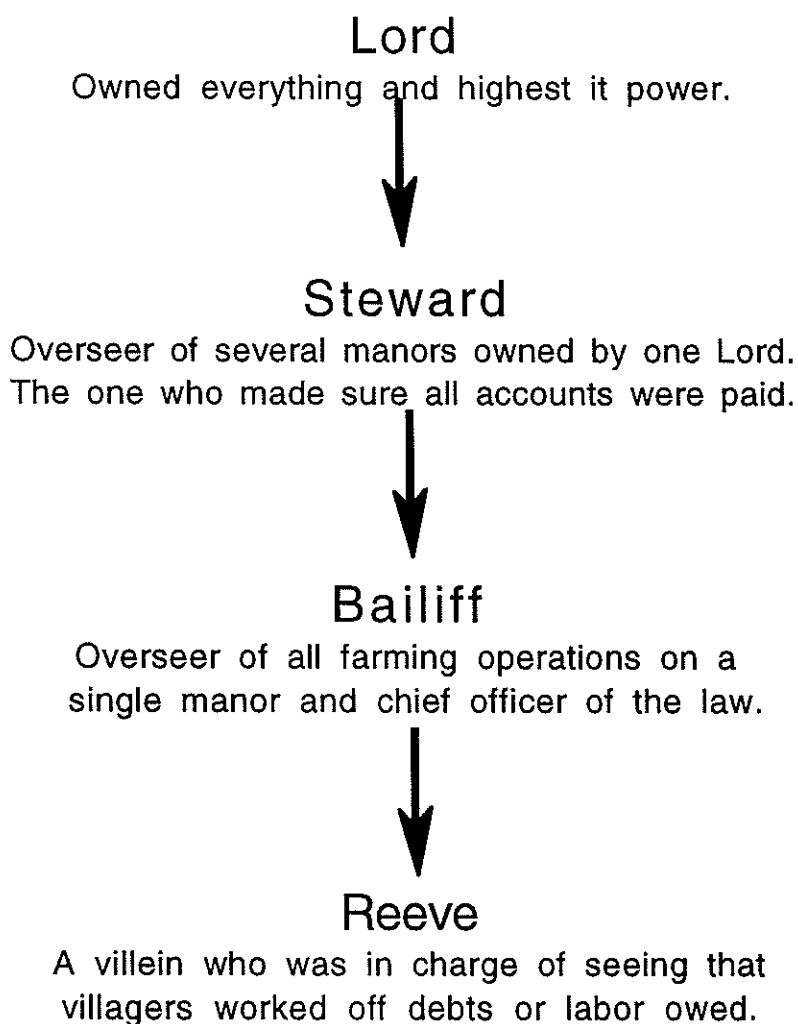 Lord
Owned everything and highest it power.
Steward
Overseer of several manors owned by one Lord.
The one who made sure all accounts were paid.
Bailiff
Overseer of all farming operations on a
single manor and chief officer of the law.
Reeve
A villein who was in charge of seeing that
villagers worked off debts or labor owed.